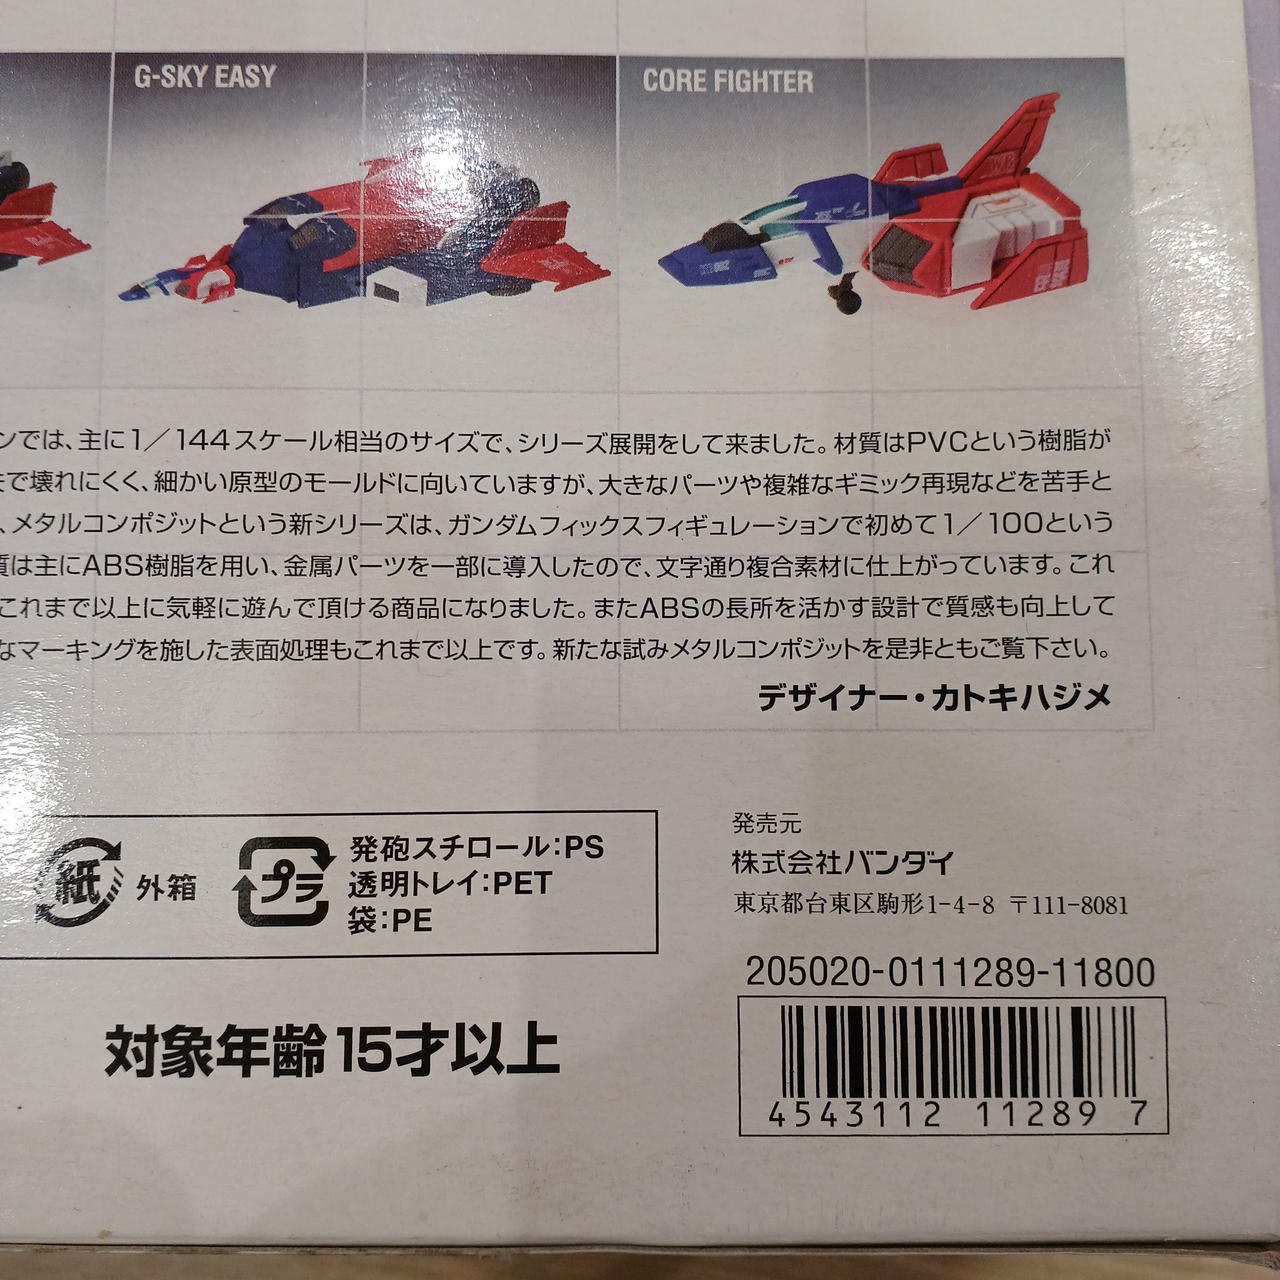 G-SKY EASY
CORE FIGHTER
ンでは、主に1／144スケール相当のサイズで、シリーズ展開をして来ました。材質はPVCという樹脂が
で壊れにくく、細かい原型のモールドに向いていますが、大きなパーツや複雑なギミック再現などを苦手と
、メタルコンポジットという新シリーズは、ガンダムフィックスフィギュレーションで初めて1／100という
質は主にABS樹脂を用い、金属パーツを一部に導入したので、文字通り複合素材に仕上がっています。これ
これまで以上に気軽に遊んで頂ける商品になりました。またABSの長所を活かす設計で質感も向上して
なマーキングを施した表面処理もこれまで以上です。新たな試みメタルコンポジットを是非ともご覧下さい。
デザイナー・カトキハジメ
紙 外箱
プラ
発砲スチロール:PS
透明トレイ:PET
袋:PE
対象年齢15才以上
発売元
株式会社バンダイ
東京都台東区駒形1-4-8 〒111-8081
205020-0111289-11800
4543112 11289 7